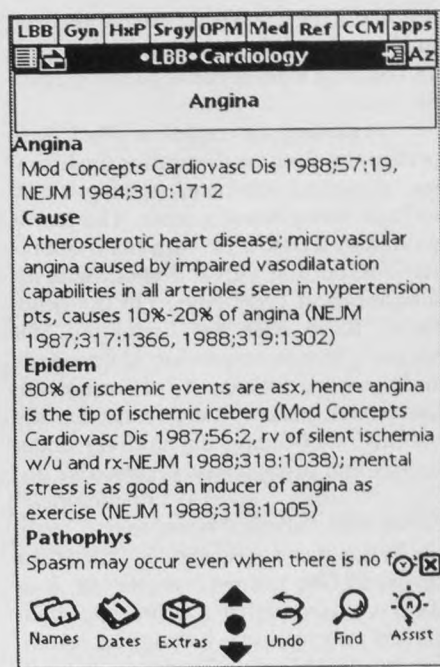 LBB Gyn HxP Srgy OPM Med Ref CCM apps
•LBB•Cardiology Az
Angina
Angina
Mod Concepts Cardiovasc Dis 1988;57:19,
NEJM 1984;310:1712
Cause
Atherosclerotic heart disease; microvascular
angina caused by impaired vasodilatation
capabilities in all arterioles seen in hypertension
pts, causes 10%-20% of angina (NEJM
1987;317:1366, 1988;319:1302)
Epidem
80% of ischemic events are asx, hence angina
is the tip of ischemic iceberg (Mod Concepts
Cardiovasc Dis 1987;56:2, rv of silent ischemia
w/u and rx-NEJM 1988;318:1038); mental
stress is as good an inducer of angina as
exercise (NEJM 1988;318:1005)
Pathophys
Spasm may occur even when there is no
Names Dates Extras Undo Find Assist